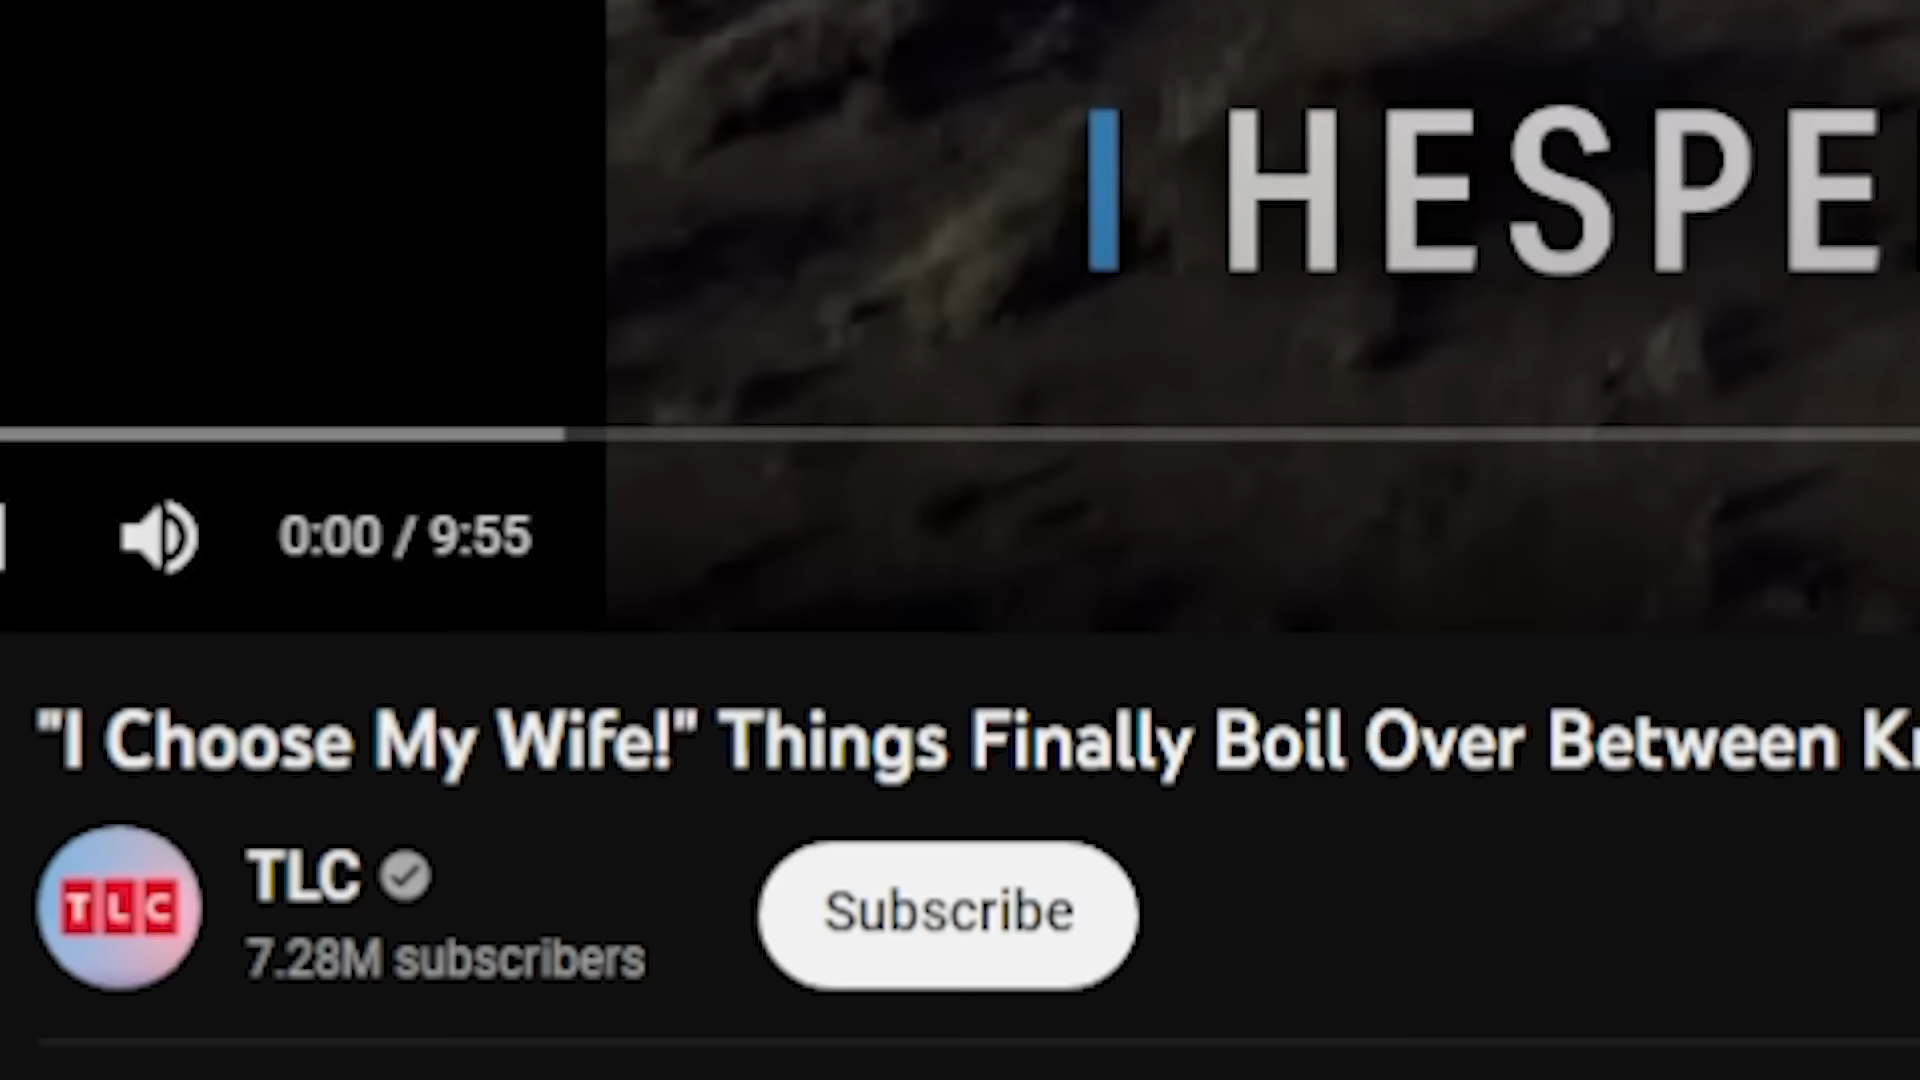 I HESPE
0:00 / 9:55
"I Choose My Wife!" Things Finally Boil Over Between
TLC
TLC
7.28M subscribers
Subscribe